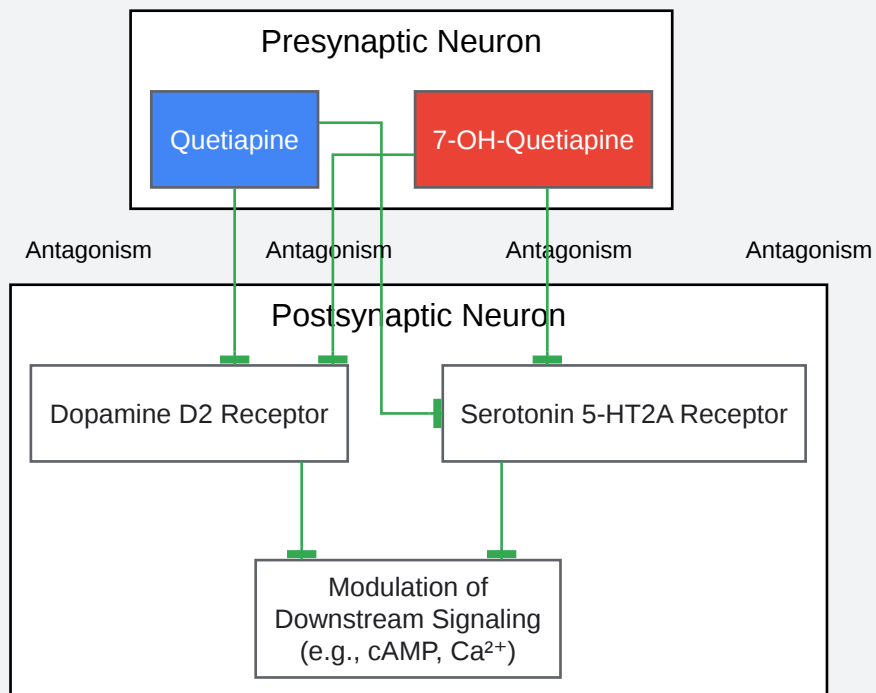 Presynaptic Neuron
Quetiapine
7-OH-Quetiapine
Antagonism
Antagonism
Antagonism
Antagonism
Postsynaptic Neuron
Dopamine D2 Receptor
Serotonin 5-HT2A Receptor
Modulation of
Downstream Signaling
(e.g., cAMP, Ca²⁺)